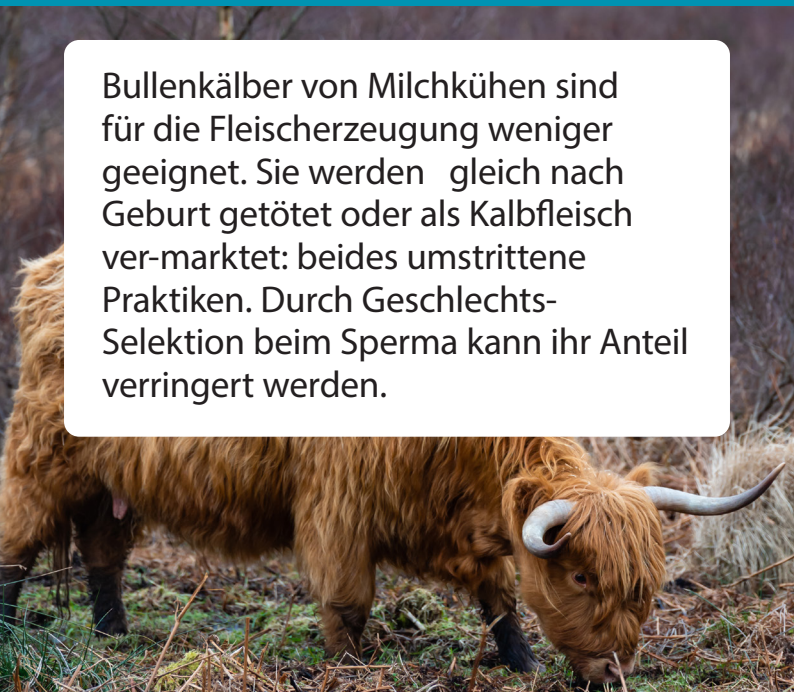 Bullenkälber von Milchkühen sind
für die Fleischerzeugung weniger
geeignet. Sie werden   gleich nach
Geburt getötet oder als Kalbfleisch
ver-marktet: beides umstrittene
Praktiken. Durch Geschlechts-
Selektion beim Sperma kann ihr Anteil
verringert werden.